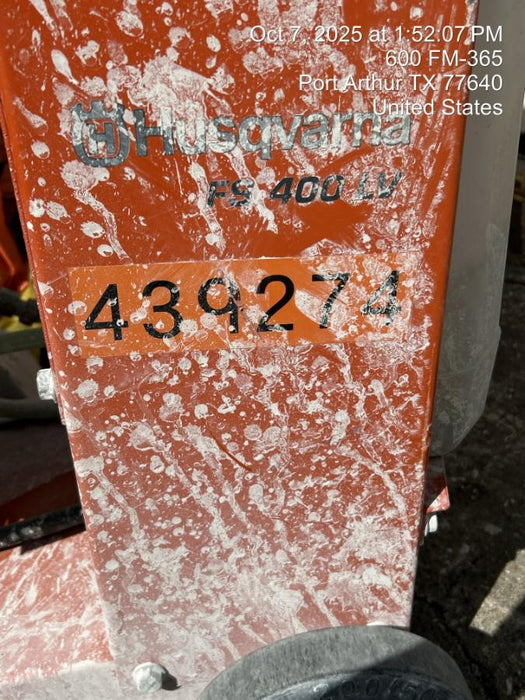 Oct 7, 2025 at 1:52:07 PM
600 FM-365
Port Arthur TX 77640
United States
Husqvarna
FS 400 LV
439274